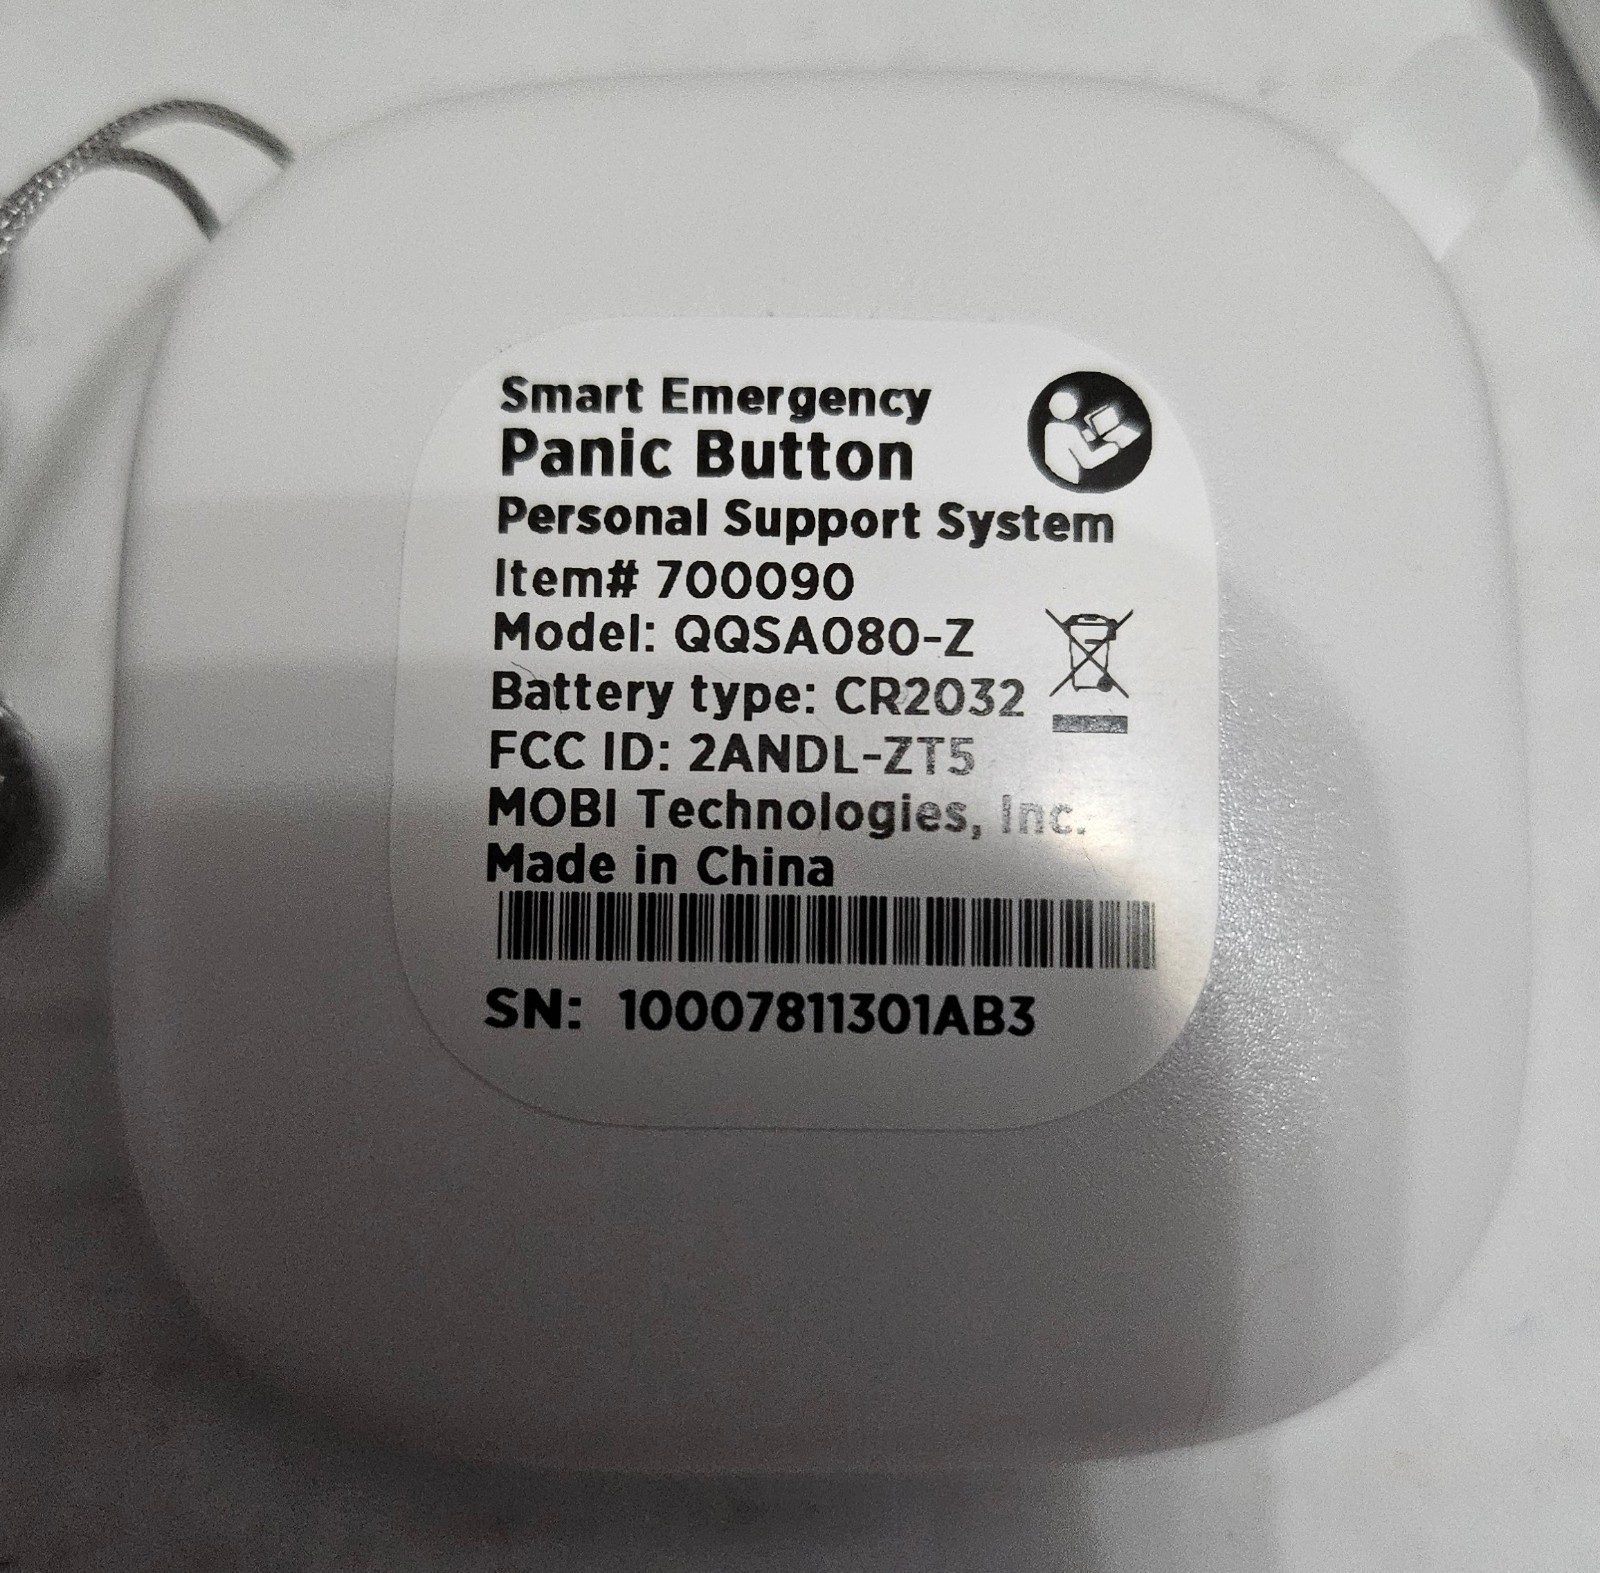 Smart Emergency
Panic Button
Personal Support System
Item# 700090
Model: QQSA080-Z
Battery type: CR2032
FCC ID: 2ANDL-ZT5
MOBI Technologies, Inc.
Made in China
SN: 10007811301AB3